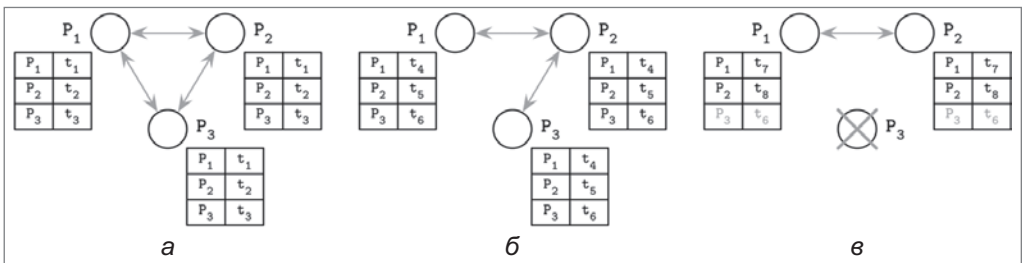 P1 P2
P1 t1
P2 t2
P3 t3
P1 t1
P2 t2
P3 t3
P3
P1 t1
P2 t2
P3 t3
а
P1 P2
P1 t4
P2 t5
P3 t6
P1 t4
P2 t5
P3 t6
P3
P1 t4
P2 t5
P3 t6
б
P1 P2
P1 t7
P2 t8
P3 t6
P1 t7
P2 t8
P3 t6
P3
в